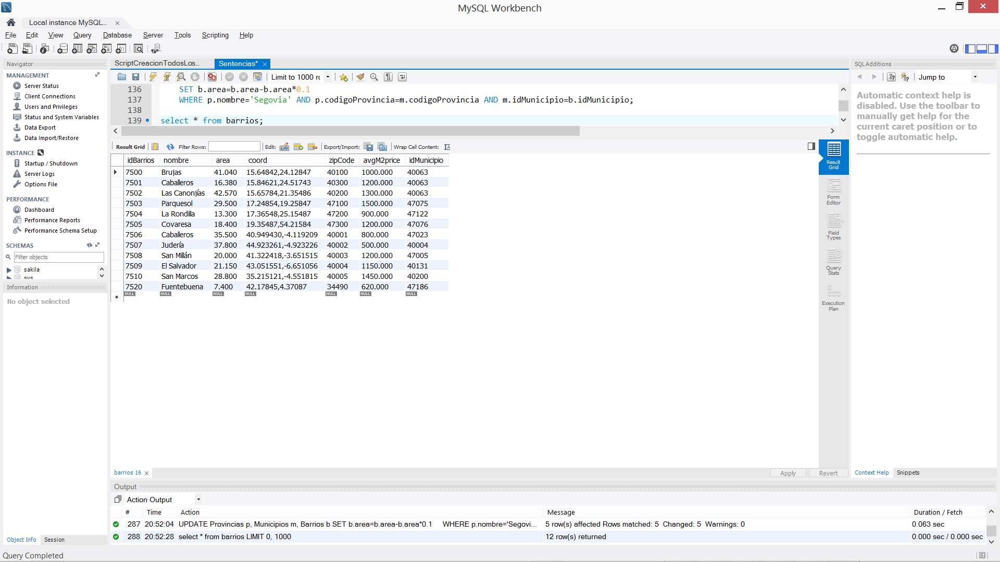 MySQL Workbench
Local instance MySQL...
File Edit View Query Database Server Tools Scripting Help
Navigator
MANAGEMENT
Server Status
Client Connections
Users and Privileges
Status and System Variables
Data Export
Data Import/Restore
INSTANCE
Startup / Shutdown
Server Logs
Options File
PERFORMANCE
Dashboard
Performance Reports
Performance Schema Setup
SCHEMAS
Filter objects
sakila
sys
Information
No object selected
Object Info Session
ScriptCreacionTodosLos... Sentencias*
Limit to 1000 r
136 SET b.area=b.area-b.area*0.1
137 WHERE p.nombre='Segovia' AND p.codigoProvincia=m.codigoProvincia AND m.idMunicipio=b.idMunicipio;
138
139 select * from barrios;
Result Grid Filter Rows: Edit: Export/Import: Wrap Cell Content:
idBarrios nombre area coord zipCode avgM2price idMunicipio
7500 Brujas 41.040 15.64842,24.12847 40100 1000.000 40063
7501 Caballeros 16.380 15.84621,24.51743 40300 1200.000 40063
7502 Las Canonjías 42.570 15.65784,21.35486 40200 1300.000 40063
7503 Parquesol 29.500 17.24854,19.25847 47100 1500.000 47075
7504 La Rondilla 13.300 17.36548,25.15487 47200 900.000 47122
7505 Covaresa 18.400 19.35487,54.21584 47300 1200.000 47076
7506 Caballeros 35.500 40.949430,-4.119209 40001 800.000 47023
7507 Judería 37.800 44.923261,-4.923226 40002 500.000 40004
7508 San Millán 20.000 41.322418,-3.651515 40003 1200.000 47005
7509 El Salvador 21.150 43.051551,-6.651056 40004 1150.000 40131
7510 San Marcos 28.800 35.215121,-4.551815 40005 1450.000 40200
7520 Fuentebuena 7.400 42.17845,4.37087 34490 620.000 47186
NULL NULL NULL NULL NULL NULL NULL
Result Grid
Form Editor
Field Types
Query Stats
Execution Plan
barrios 16
Apply Revert
SQLAdditions
Jump to
Automatic context help is
disabled. Use the toolbar to
manually get help for the
current caret position or to
toggle automatic help.
Context Help Snippets
Output
Action Output
# Time Action Message Duration / Fetch
287 20:52:04 UPDATE Provincias p, Municipios m, Barrios b SET b.area=b.area-b.area*0.1 WHERE p.nombre='Segovi... 5 row(s) affected Rows matched: 5 Changed: 5 Warnings: 0 0.063 sec
288 20:52:28 select * from barrios LIMIT 0, 1000 12 row(s) returned 0.000 sec / 0.000 sec
Query Completed